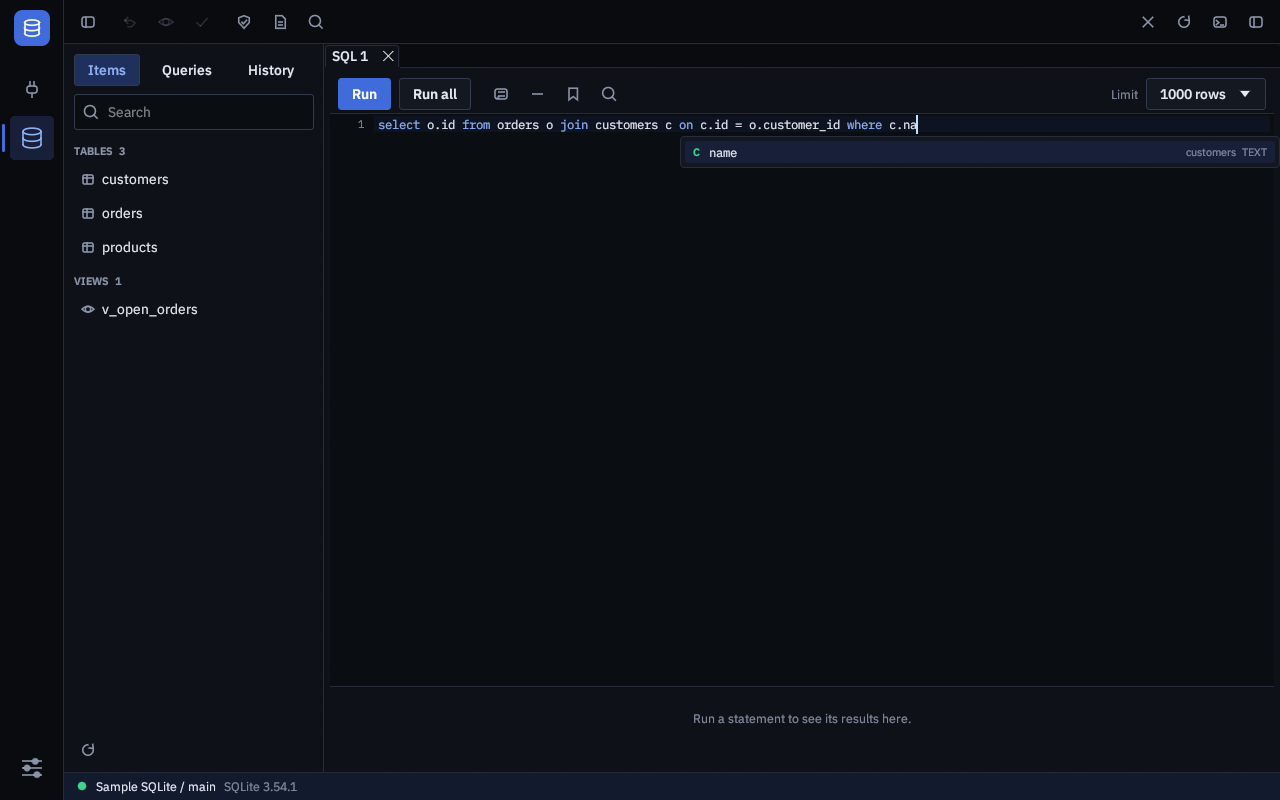 Items Queries History
SQL 1
Run Run all Limit 1000 rows
Search
1 select o.id from orders o join customers c on c.id = o.customer_id where c.na
C name customers TEXT
TABLES 3
customers
orders
products
VIEWS 1
v_open_orders
Run a statement to see its results here.
Sample SQLite / main SQLite 3.54.1